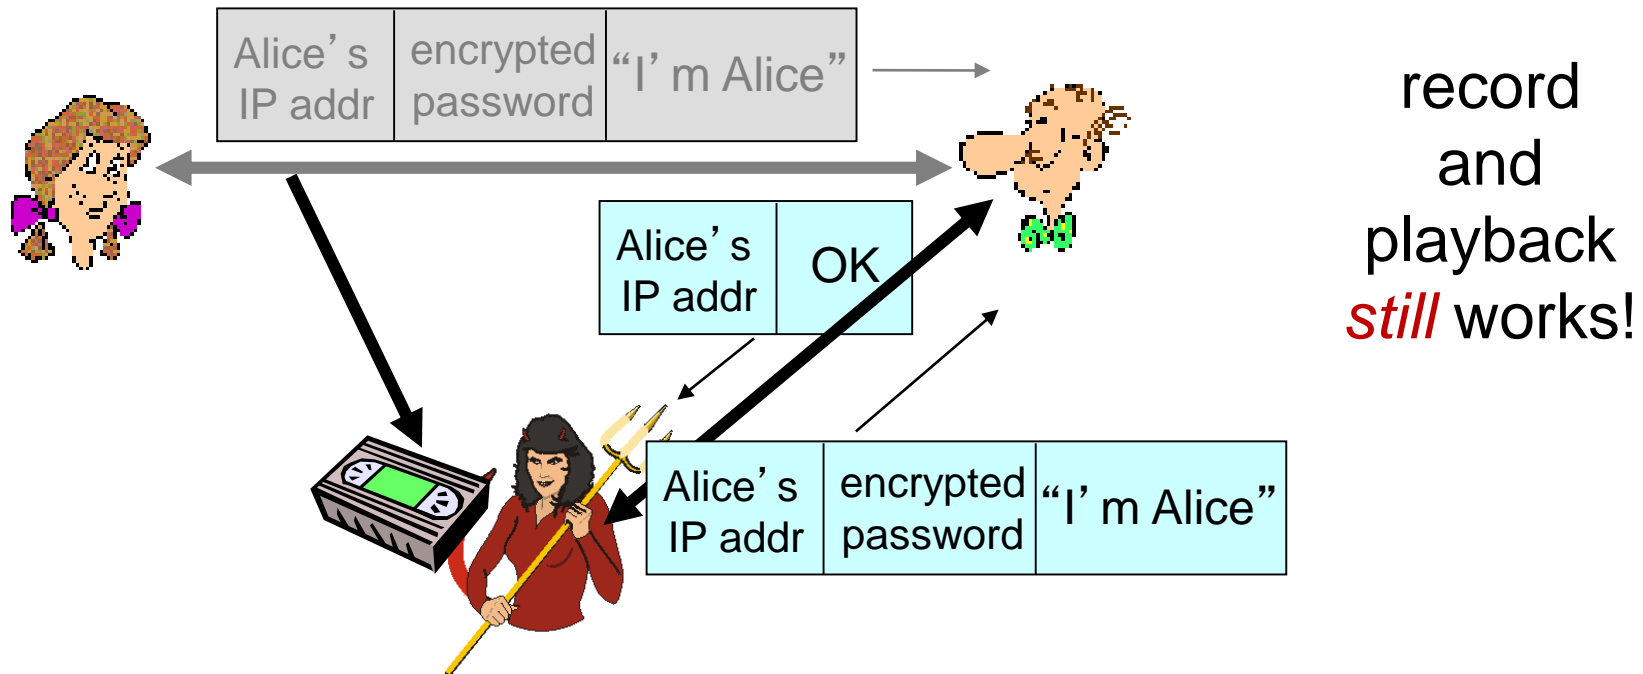 Alice’s
IP addr
encrypted
password
“I’m Alice”
record
and
playback
still works!
Alice’s
IP addr
OK
Alice’s
IP addr
encrypted
password
“I’m Alice”